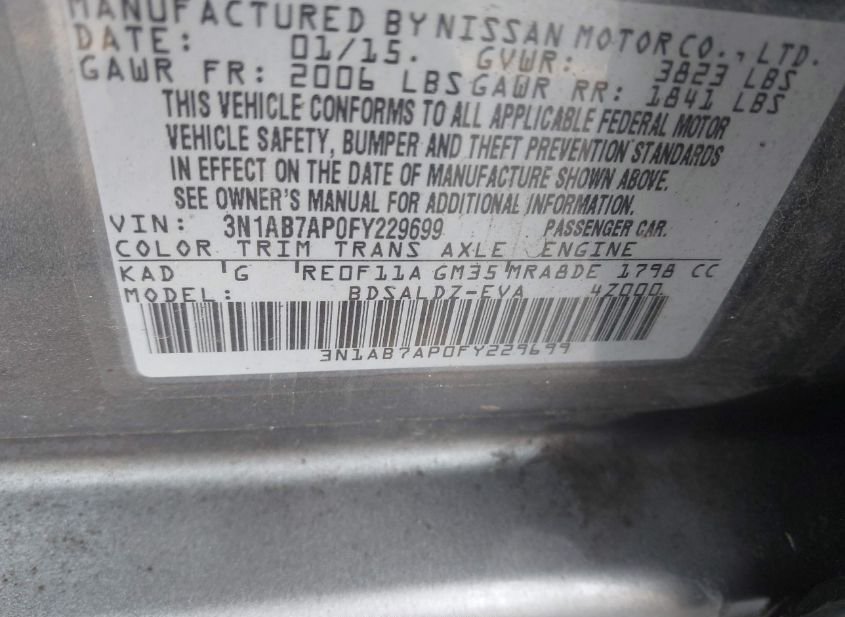 MANUFACTURED BY NISSAN MOTOR CO., LTD.
DATE: 01/15. GVWR: 3823 LBS
GAWR FR: 2006 LBS GAWR RR: 1841 LBS
THIS VEHICLE CONFORMS TO ALL APPLICABLE FEDERAL MOTOR
VEHICLE SAFETY, BUMPER AND THEFT PREVENTION STANDARDS
IN EFFECT ON THE DATE OF MANUFACTURE SHOWN ABOVE.
SEE OWNER'S MANUAL FOR ADDITIONAL INFORMATION.
VIN: 3N1AB7AP0FY229699 PASSENGER CAR.
COLOR TRIM TRANS AXLE ENGINE
KAD 'G 'RE0F11A GM35'MRA8DE 1798 CC
MODEL: BDSALDZ-EVA 4Z000
3N1AB7AP0FY229699